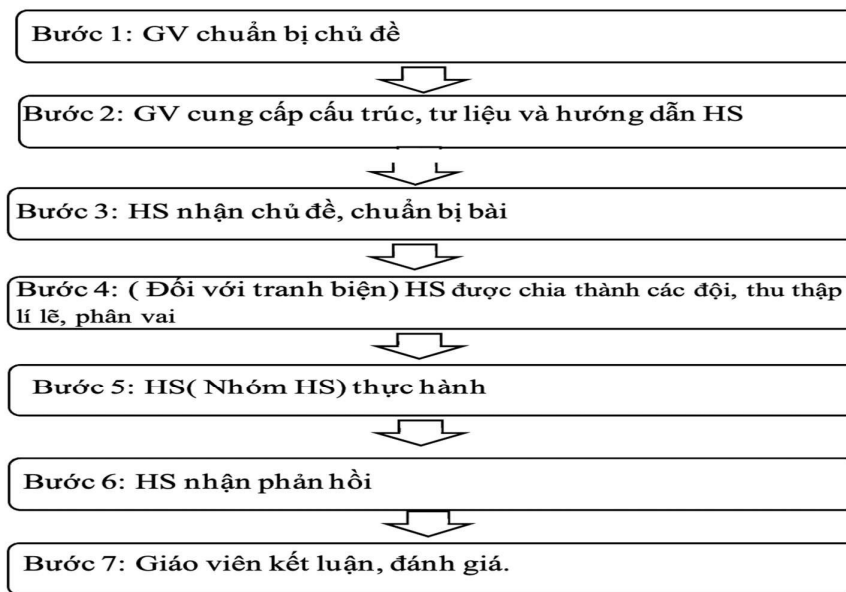 Bước 1: GV chuẩn bị chủ đề
Bước 2: GV cung cấp cấu trúc, tư liệu và hướng dẫn HS
Bước 3: HS nhận chủ đề, chuẩn bị bài
Bước 4: ( Đối với tranh biện) HS được chia thành các đội, thu thập
lí lẽ, phân vai
Bước 5: HS( Nhóm HS) thực hành
Bước 6: HS nhận phản hồi
Bước 7: Giáo viên kết luận, đánh giá.